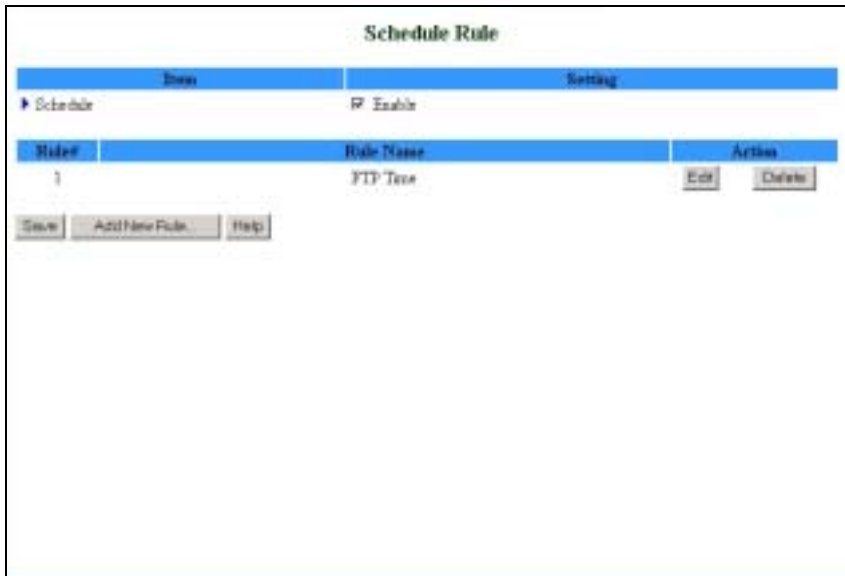 Schedule Rule
Item Setting
Schedule Enable
Rule# Rule Name Action
1 FTP Time Edit Delete
Save Add New Rule... Help